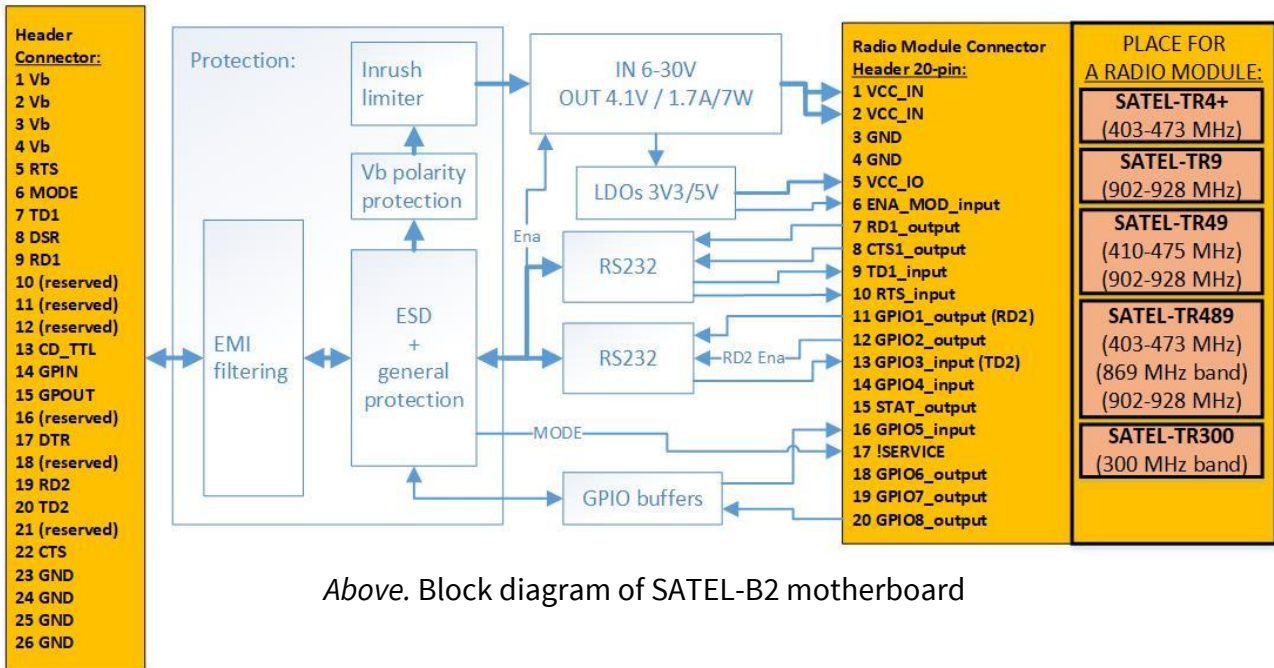 Header
Connector:
1 Vb
2 Vb
3 Vb
4 Vb
5 RTS
6 MODE
7 TD1
8 DSR
9 RD1
10 (reserved)
11 (reserved)
12 (reserved)
13 CD_TTL
14 GPIN
15 GPOUT
16 (reserved)
17 DTR
18 (reserved)
19 RD2
20 TD2
21 (reserved)
22 CTS
23 GND
24 GND
25 GND
26 GND
Protection:
Inrush
limiter
Vb polarity
protection
EMI
filtering
ESD
+
general
protection
IN 6-30V
OUT 4.1V / 1.7A/7W
LDOs 3V3/5V
Ena
RS232
RS232
RD2 Ena
MODE
GPIO buffers
Radio Module Connector
Header 20-pin:
1 VCC_IN
2 VCC_IN
3 GND
4 GND
5 VCC_IO
6 ENA_MOD_input
7 RD1_output
8 CTS1_output
9 TD1_input
10 RTS_input
11 GPIO1_output (RD2)
12 GPIO2_output
13 GPIO3_input (TD2)
14 GPIO4_input
15 STAT_output
16 GPIO5_input
17 !SERVICE
18 GPIO6_output
19 GPIO7_output
20 GPIO8_output
PLACE FOR
A RADIO MODULE:
SATEL-TR4+
(403-473 MHz)
SATEL-TR9
(902-928 MHz)
SATEL-TR49
(410-475 MHz)
(902-928 MHz)
SATEL-TR489
(403-473 MHz)
(869 MHz band)
(902-928 MHz)
SATEL-TR300
(300 MHz band)
Above. Block diagram of SATEL-B2 motherboard